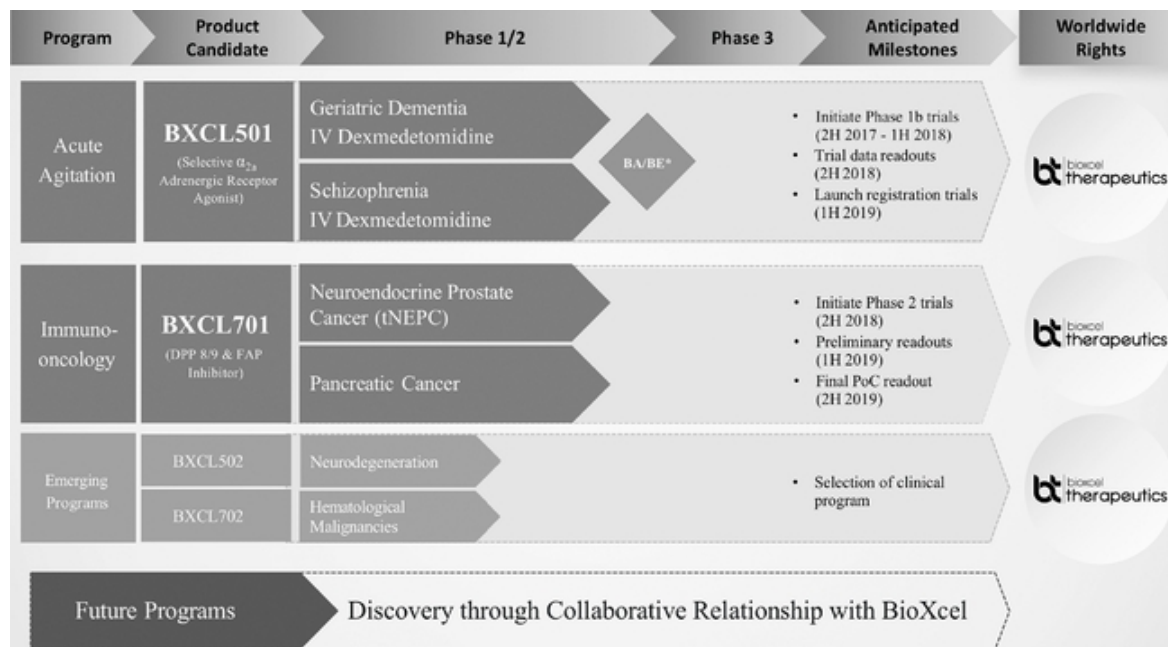 Program
Product
Candidate
Phase 1/2
Phase 3
Anticipated
Milestones
Worldwide
Rights
Acute
Agitation
BXCL501
(Selective α2a
Adrenergic Receptor
Agonist)
Geriatric Dementia
IV Dexmedetomidine
Schizophrenia
IV Dexmedetomidine
BA/BE*
• Initiate Phase 1b trials
(2H 2017 - 1H 2018)
• Trial data readouts
(2H 2018)
• Launch registration trials
(1H 2019)
bt bioxcel
therapeutics
Immuno-
oncology
BXCL701
(DPP 8/9 & FAP
Inhibitor)
Neuroendocrine Prostate
Cancer (tNEPC)
Pancreatic Cancer
• Initiate Phase 2 trials
(2H 2018)
• Preliminary readouts
(1H 2019)
• Final PoC readout
(2H 2019)
bt bioxcel
therapeutics
Emerging
Programs
BXCL502
Neurodegeneration
BXCL702
Hematological
Malignancies
• Selection of clinical
program
bt bioxcel
therapeutics
Future Programs
Discovery through Collaborative Relationship with BioXcel